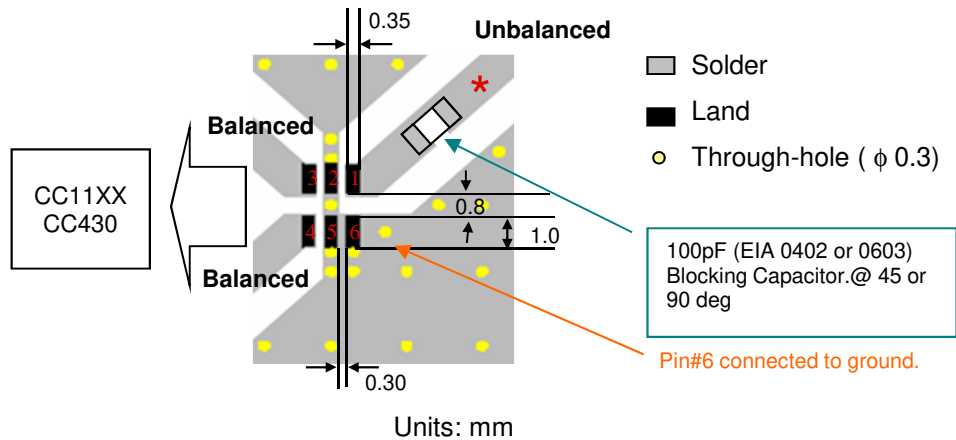 0.35
Unbalanced
*
Solder
Land
Through-hole ( ϕ 0.3)
Balanced
3 2 1
CC11XX
CC430
0.8
4 5 6
1.0
Balanced
100pF (EIA 0402 or 0603)
Blocking Capacitor.@ 45 or
90 deg
Pin#6 connected to ground.
0.30
Units: mm